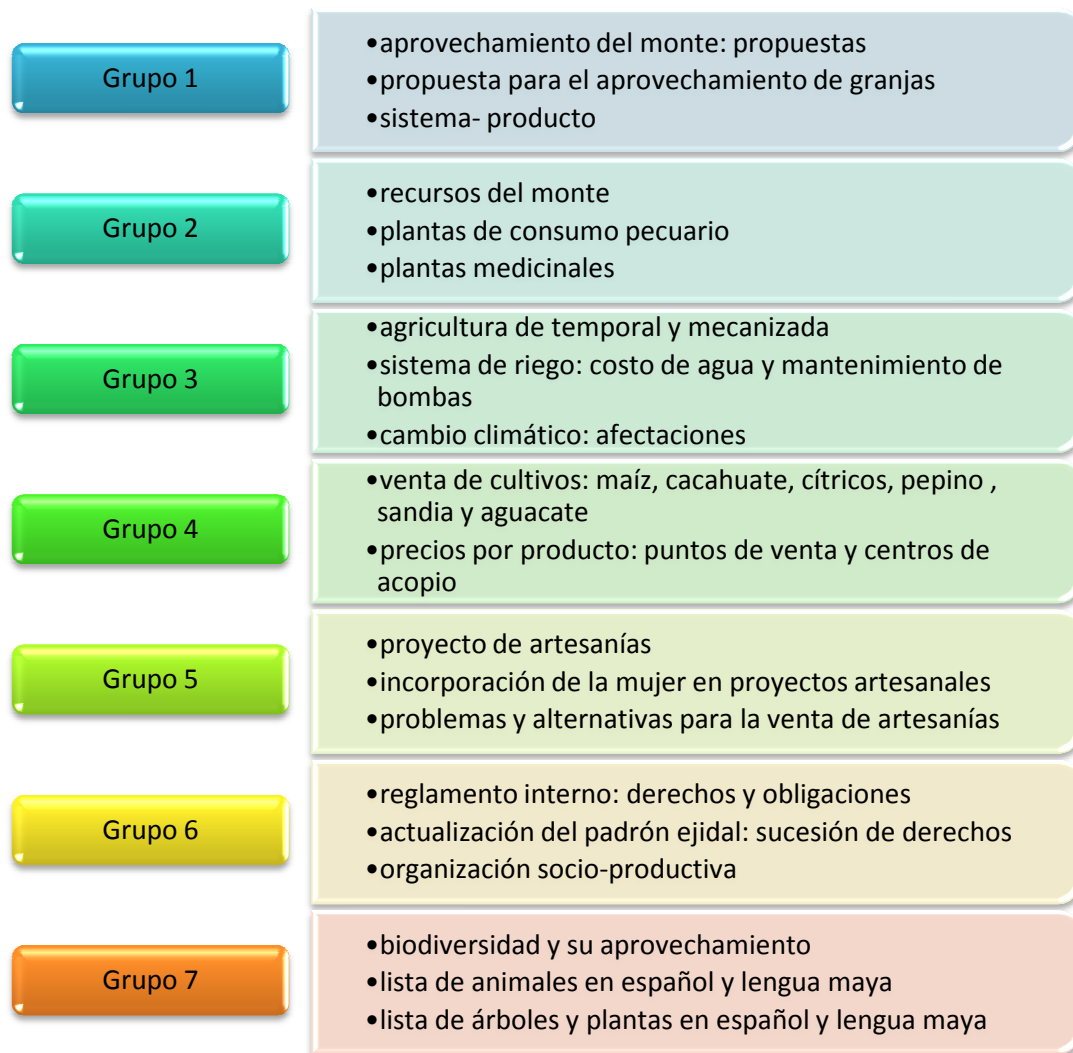 Grupo 1
•aprovechamiento del monte: propuestas
•propuesta para el aprovechamiento de granjas
•sistema- producto
Grupo 2
•recursos del monte
•plantas de consumo pecuario
•plantas medicinales
Grupo 3
•agricultura de temporal y mecanizada
•sistema de riego: costo de agua y mantenimiento de
bombas
•cambio climático: afectaciones
Grupo 4
•venta de cultivos: maíz, cacahuate, cítricos, pepino ,
sandia y aguacate
•precios por producto: puntos de venta y centros de
acopio
Grupo 5
•proyecto de artesanías
•incorporación de la mujer en proyectos artesanales
•problemas y alternativas para la venta de artesanías
Grupo 6
•reglamento interno: derechos y obligaciones
•actualización del padrón ejidal: sucesión de derechos
•organización socio-productiva
Grupo 7
•biodiversidad y su aprovechamiento
•lista de animales en español y lengua maya
•lista de árboles y plantas en español y lengua maya